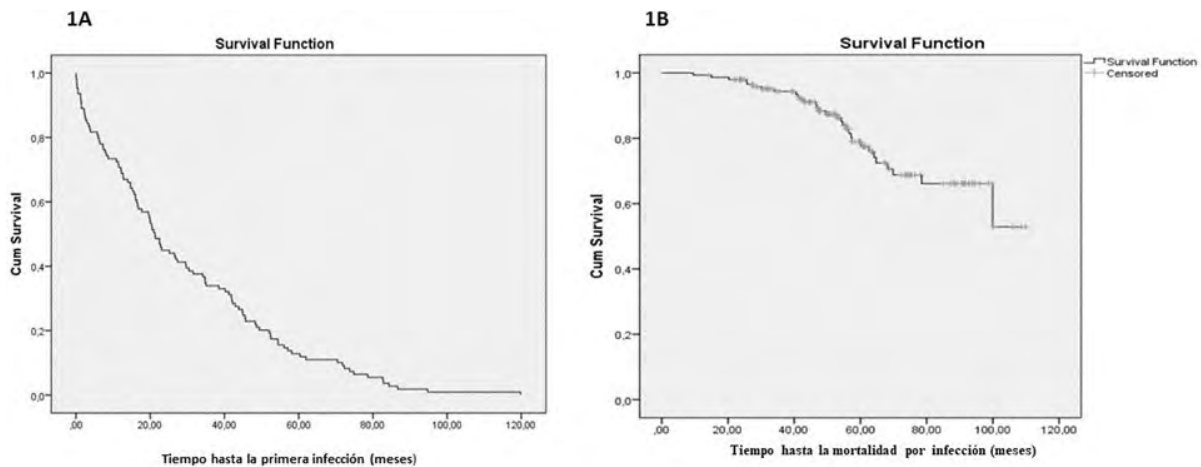 1A
Survival Function
Cum Survival
1,0
0,8
0,6
0,4
0,2
0,0
,00 20,00 40,00 60,00 80,00 100,00 120,00
Tiempo hasta la primera infección (meses)
1B
Survival Function
Survival Function
Censored
Cum Survival
1,0
0,8
0,6
0,4
0,2
0,0
,00 20,00 40,00 60,00 80,00 100,00 120,00
Tiempo hasta la mortalidad por infección (meses)